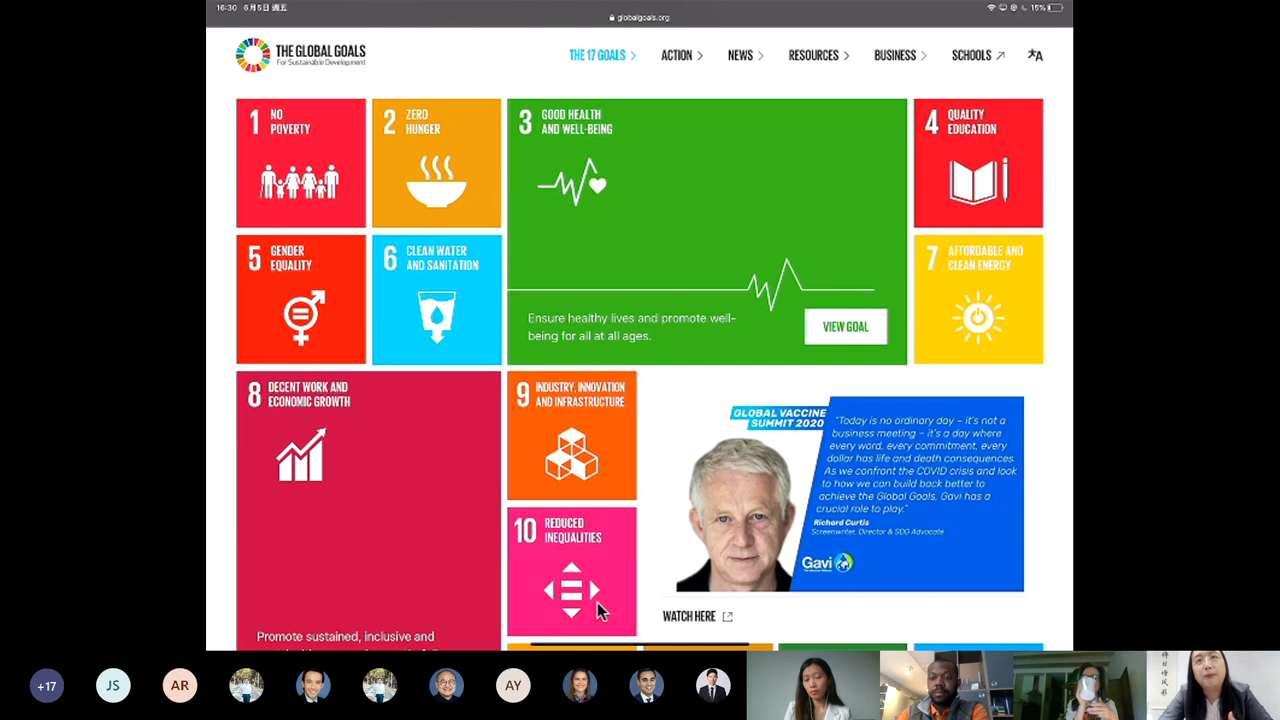 16:30 6月5日 週五
globalgoals.org
15%
THE GLOBAL GOALS
For Sustainable Development
THE 17 GOALS
ACTION
NEWS
RESOURCES
BUSINESS
SCHOOLS
1 NO
POVERTY
2 ZERO
HUNGER
3 GOOD HEALTH
AND WELL-BEING
4 QUALITY
EDUCATION
5 GENDER
EQUALITY
6 CLEAN WATER
AND SANITATION
Ensure healthy lives and promote well-
being for all at all ages.
VIEW GOAL
7 AFFORDABLE AND
CLEAN ENERGY
8 DECENT WORK AND
ECONOMIC GROWTH
9 INDUSTRY, INNOVATION
AND INFRASTRUCTURE
GLOBAL VACCINE
SUMMIT 2020
"Today is no ordinary day – it's not a
business meeting – it's a day where
every word, every commitment, every
dollar has life and death consequences.
As we confront the COVID crisis and look
to how we can build back better to
achieve the Global Goals, Gavi has a
crucial role to play."
Richard Curtis
Screenwriter, Director & SDG Advocate
Gavi
10 REDUCED
INEQUALITIES
WATCH HERE
Promote sustained, inclusive and
+17
JS
AR
AY